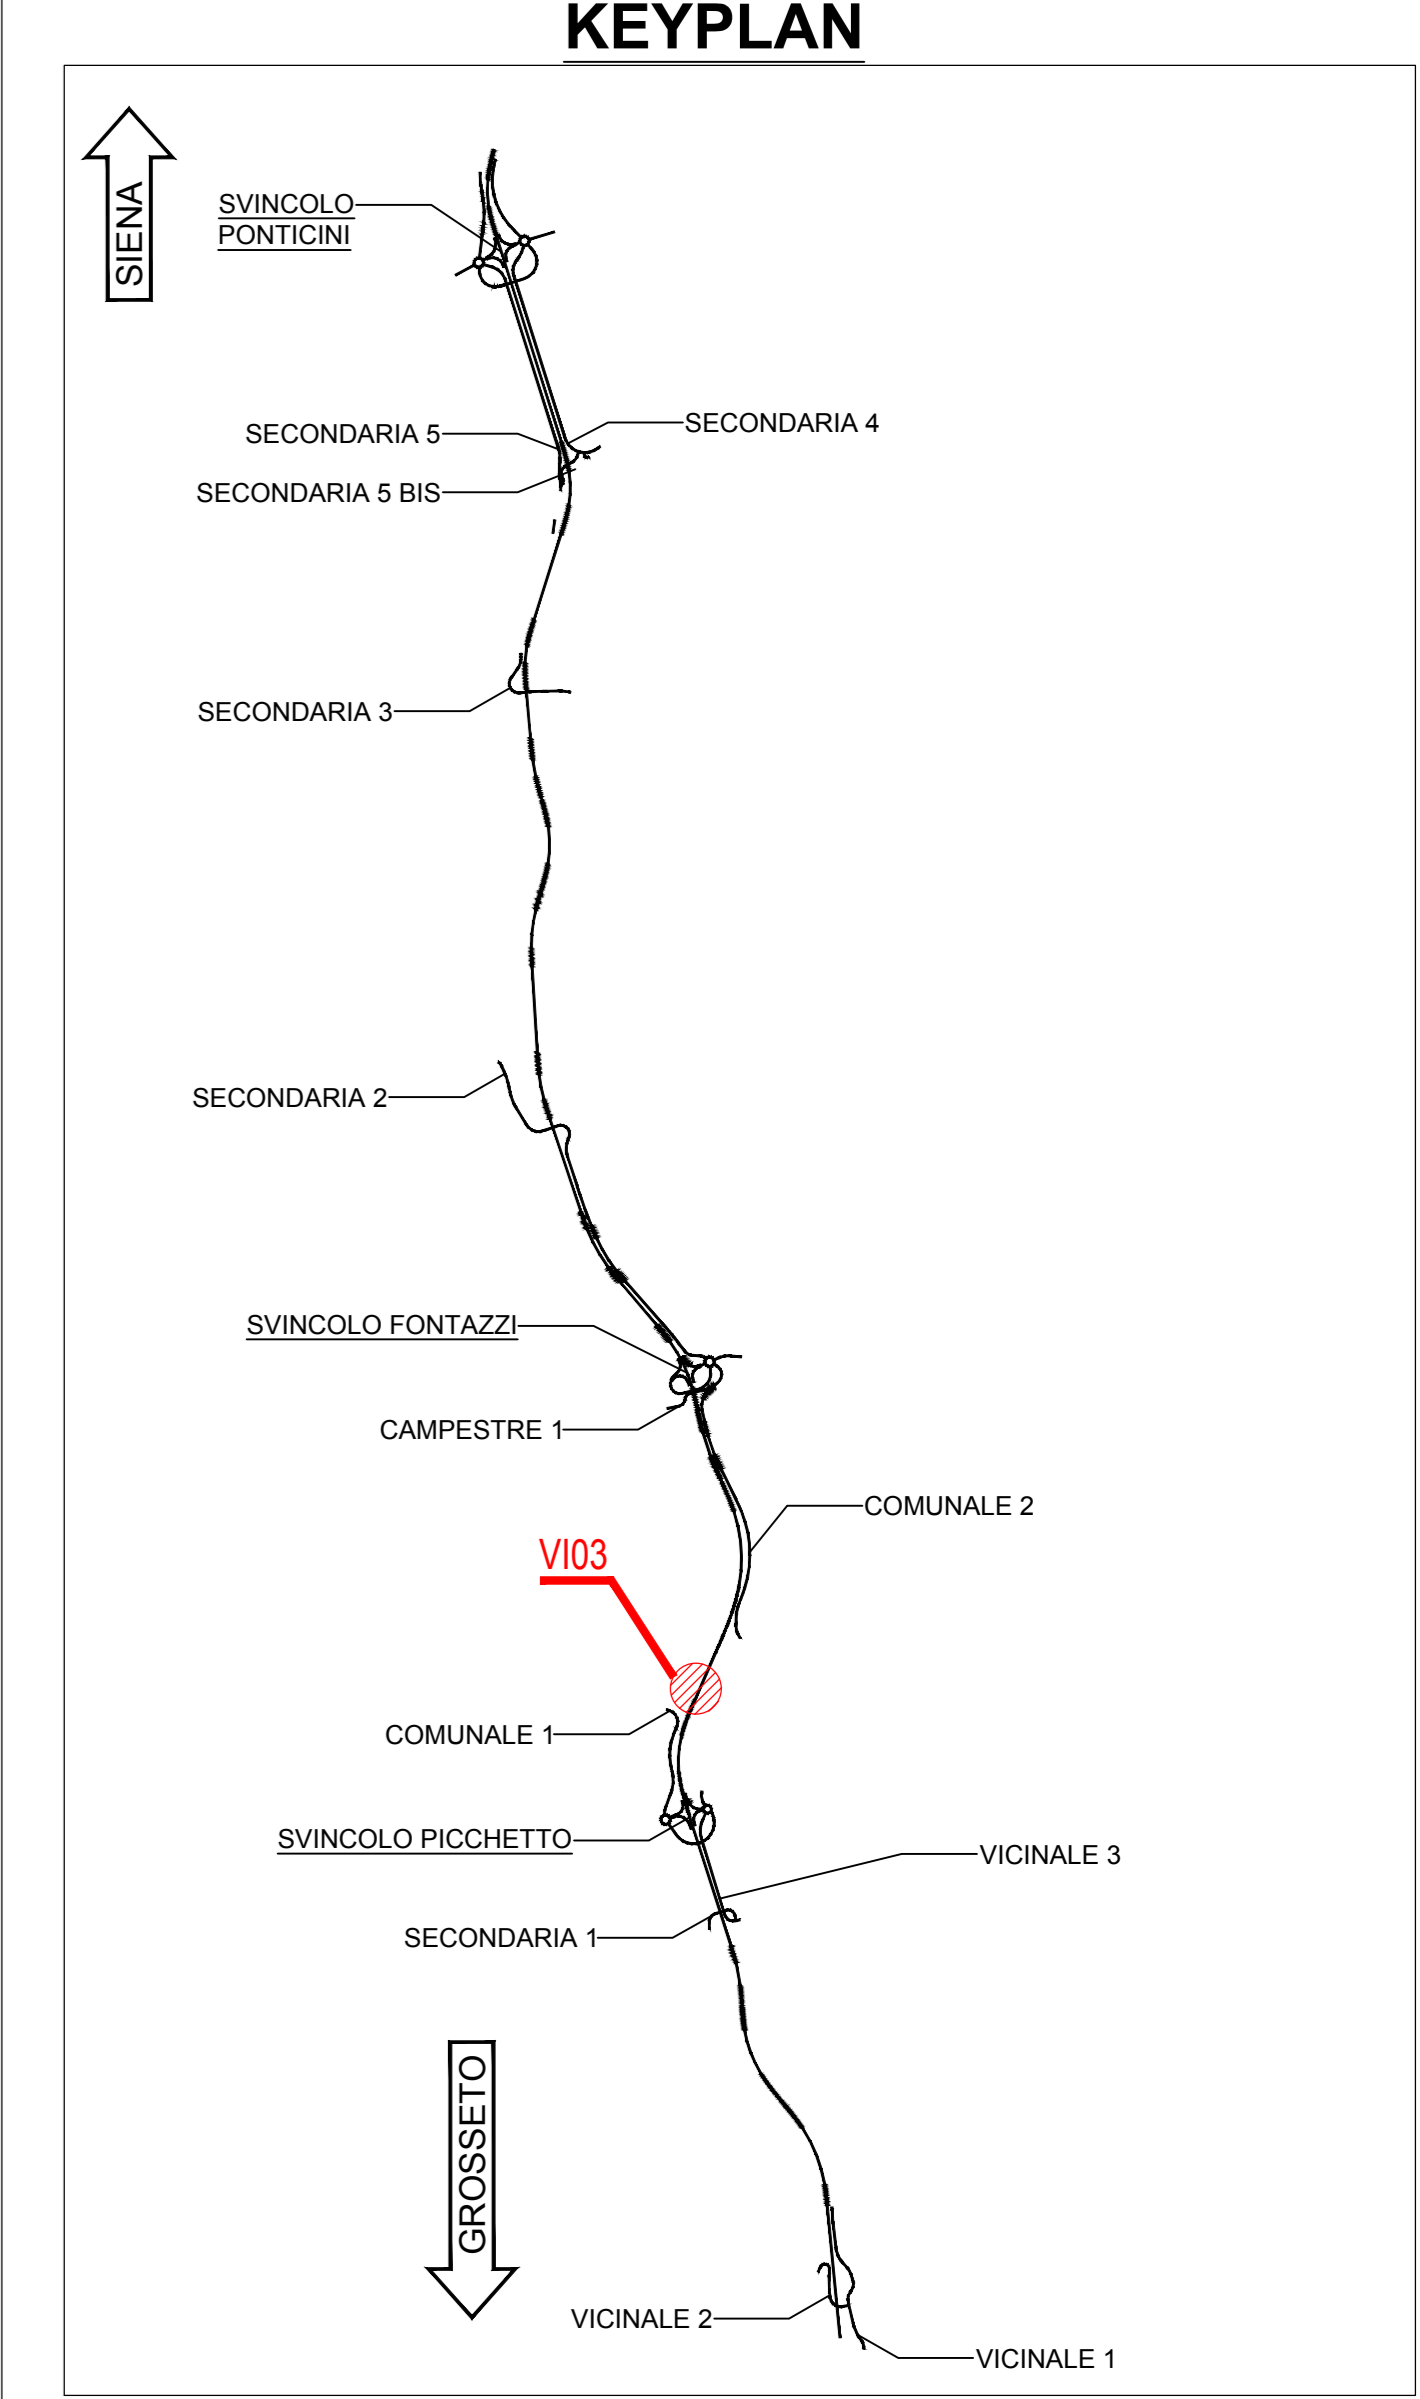 KEYPLAN
SIENA
SVINCOLO
PONTICINI
SECONDARIA 4
SECONDARIA 5
SECONDARIA 5 BIS
SECONDARIA 3
SECONDARIA 2
SVINCOLO FONTAZZI
CAMPESTRE 1
COMUNALE 2
VI03
COMUNALE 1
SVINCOLO PICCHETTO
VICINALE 3
SECONDARIA 1
GROSSETO
VICINALE 2
VICINALE 1